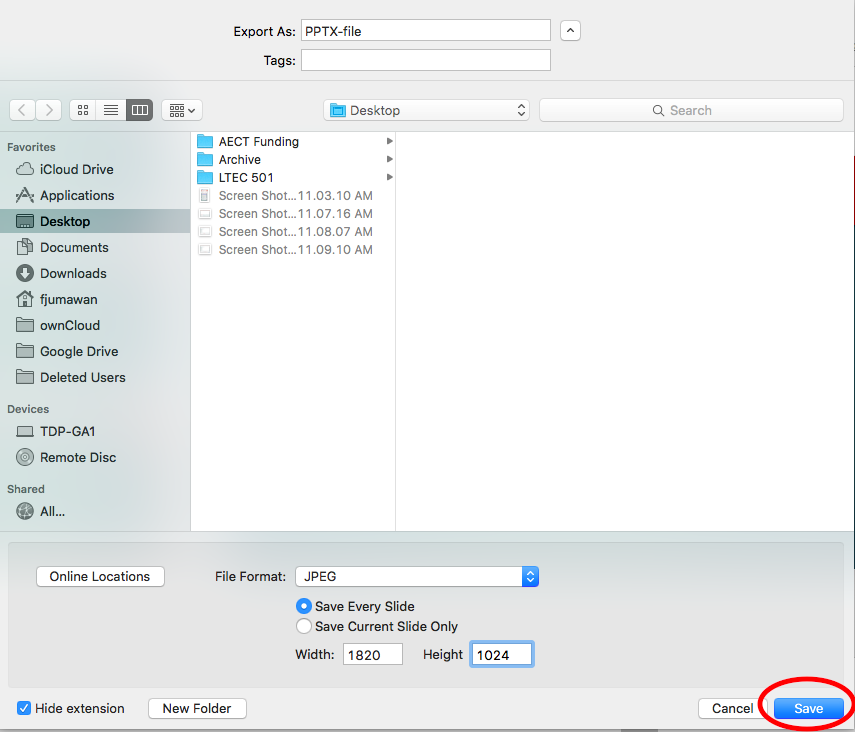 Export As: PPTX-file
Tags:
Desktop
Search
Favorites
iCloud Drive
Applications
Desktop
Documents
Downloads
fjumawan
ownCloud
Google Drive
Deleted Users
Devices
TDP-GA1
Remote Disc
Shared
All...
AECT Funding
Archive
LTEC 501
Screen Shot...11.03.10 AM
Screen Shot...11.07.16 AM
Screen Shot...11.08.07 AM
Screen Shot...11.09.10 AM
Online Locations
File Format: JPEG
Save Every Slide
Save Current Slide Only
Width: 1820 Height 1024
Hide extension New Folder Cancel Save